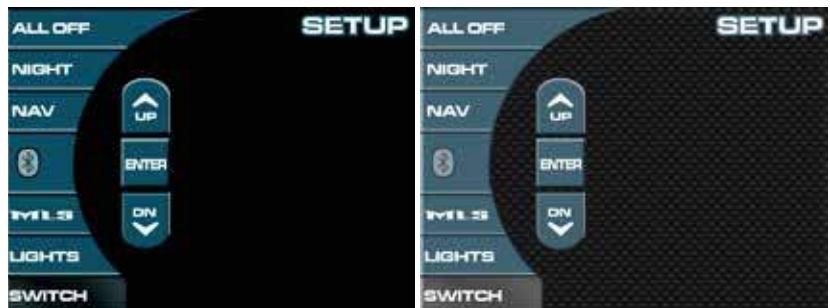 ALL OFF
SETUP
NIGHT
NAV
UP
ENTER
DN
LIGHTS
SWITCH
ALL OFF
SETUP
NIGHT
NAV
UP
ENTER
DN
LIGHTS
SWITCH